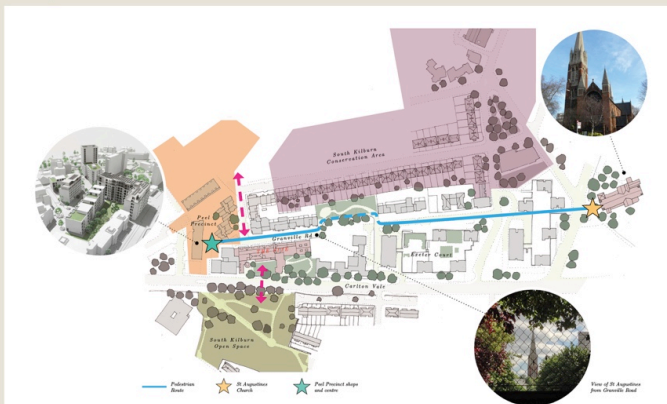 South Kilburn
Conservation Area
Peel
Precinct
Granville Rd
Exeter Court
Carlton Vale
South Kilburn
Open Space
Pedestrian
Route
St Augustines
Church
Peel Precinct shops
and centre
View of St Augustines
from Granville Road